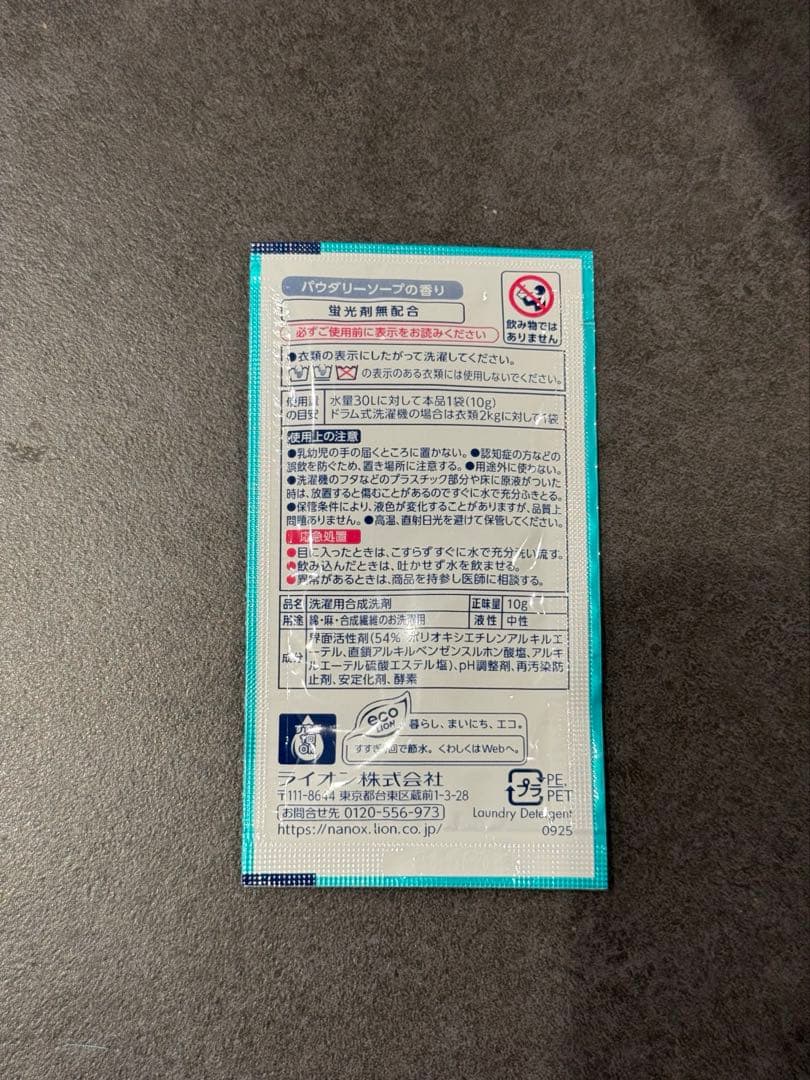 パウダリーソープの香り
蛍光剤無配合
必ずご使用前に表示をお読みください
飲み物では
ありません
●衣類の表示にしたがって洗濯してください。
の表示のある衣類には使用しないでください。
使用量
の目安
水量30Lに対して本品1袋(10g)
ドラム式洗濯機の場合は衣類2kgに対して1袋
使用上の注意
●乳幼児の手の届くところに置かない。●認知症の方などの
誤飲を防ぐため、置き場所に注意する。●用途外に使わない。
●洗濯機のフタなどのプラスチック部分や床に原液がついた
時は、放置すると傷むことがあるのですぐに水で充分ふきとる。
●保管条件により、液色が変化することがありますが、品質上
問題ありません。●高温、直射日光を避けて保管してください。
応急処置
●目に入ったときは、こすらずすぐに水で充分洗い流す。
●飲み込んだときは、吐かせず水を飲ませる。
●異常があるときは、商品を持参し医師に相談する。
品名 洗濯用合成洗剤 正味量 10g
用途 綿・麻・合成繊維のお洗濯用 液性 中性
成分
界面活性剤(54%、ポリオキシエチレンアルキルエ
ーテル、直鎖アルキルベンゼンスルホン酸塩、アルキ
ルエーテル硫酸エステル塩)、pH調整剤、再汚染防
止剤、安定化剤、酵素
eco
LION
暮らし、まいにち、エコ。
すすぎ1回で節水。くわしくはWebへ。
ライオン株式会社
〒111-8644 東京都台東区蔵前1-3-28
お問合せ先 0120-556-973
https://nanox.lion.co.jp/
プラ
PE,
PET
Laundry Detergent
0925